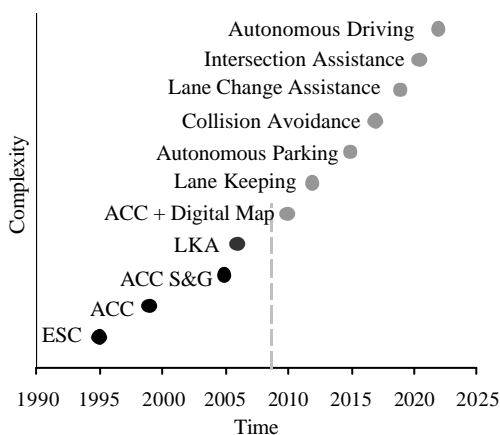 Autonomous Driving
Intersection Assistance
Lane Change Assistance
Collision Avoidance
Autonomous Parking
Lane Keeping
ACC + Digital Map
LKA
ACC S&G
ACC
ESC
Complexity
1990 1995 2000 2005 2010 2015 2020 2025
Time